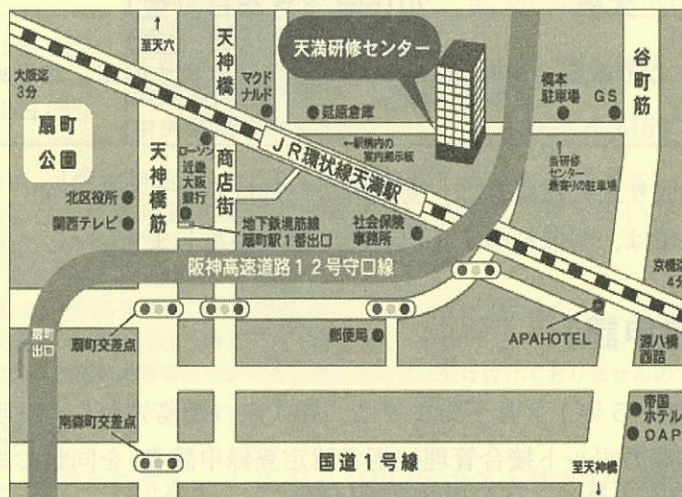 至天六
天神橋
マクド
ナルド
天満研修センター
谷町筋
大阪迄
3分
橋本
駐車場
GS
延原倉庫
扇町
公園
←駅構内の
案内掲示板
当研修
センター
最寄りの駐車場
ローソン
JR環状線天満駅
天神橋筋
商店街
近畿
大阪
銀行
北区役所
関西テレビ
地下鉄堺筋線
扇町駅1番出口
社会保険
事務所
阪神高速道路12号守口線
京橋迄
4分
扇町
出口
扇町交差点
郵便局
APAHOTEL
源八橋
西詰
帝国
ホテル
OAP
南森町交差点
国道1号線
至天神橋